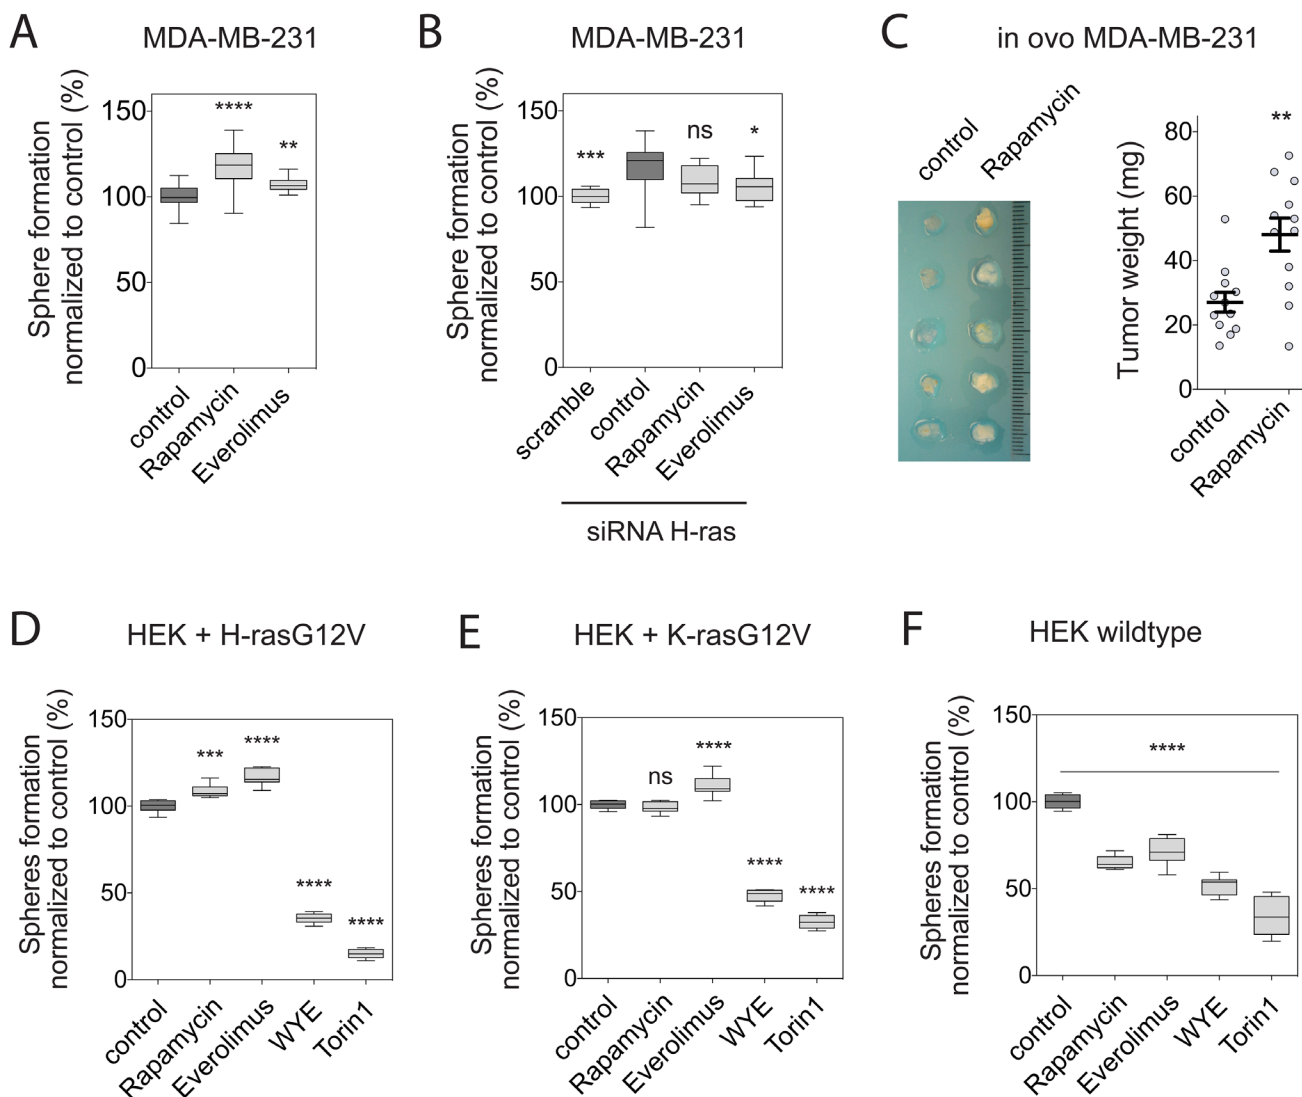 A
MDA-MB-231
Sphere formation
normalized to control (%)
150
100
50
0
****
**
control
Rapamycin
Everolimus
B
MDA-MB-231
Sphere formation
normalized to control (%)
150
100
50
0
***
ns
*
scramble
control
Rapamycin
Everolimus
siRNA H-ras
C
in ovo MDA-MB-231
control
Rapamycin
Tumor weight (mg)
80
60
40
20
0
**
control
Rapamycin
D
HEK + H-rasG12V
Spheres formation
normalized to control (%)
150
100
50
0
***
****
****
****
control
Rapamycin
Everolimus
WYE
Torin1
E
HEK + K-rasG12V
Spheres formation
normalized to control (%)
150
100
50
0
ns
****
****
****
control
Rapamycin
Everolimus
WYE
Torin1
F
HEK wildtype
Spheres formation
normalized to control (%)
150
100
50
0
****
control
Rapamycin
Everolimus
WYE
Torin1